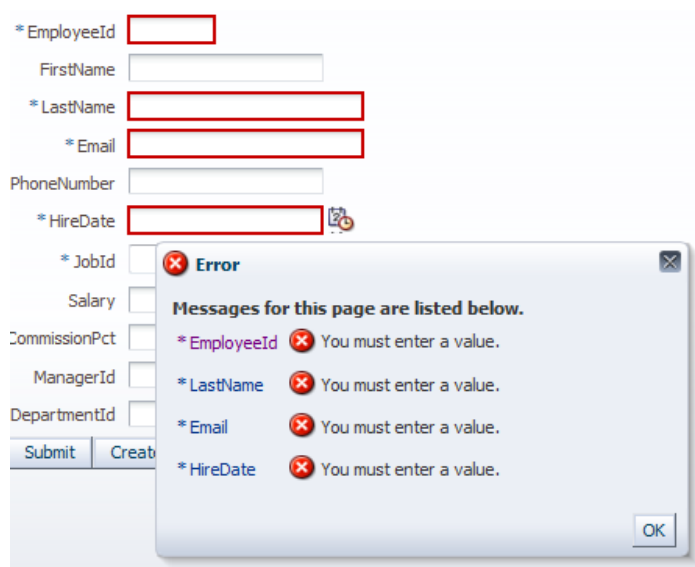 * EmployeeId
FirstName
* LastName
* Email
PhoneNumber
* HireDate
* JobId
Salary
CommissionPct
ManagerId
DepartmentId
Submit Create
Error
Messages for this page are listed below.
* EmployeeId You must enter a value.
* LastName You must enter a value.
* Email You must enter a value.
* HireDate You must enter a value.
OK